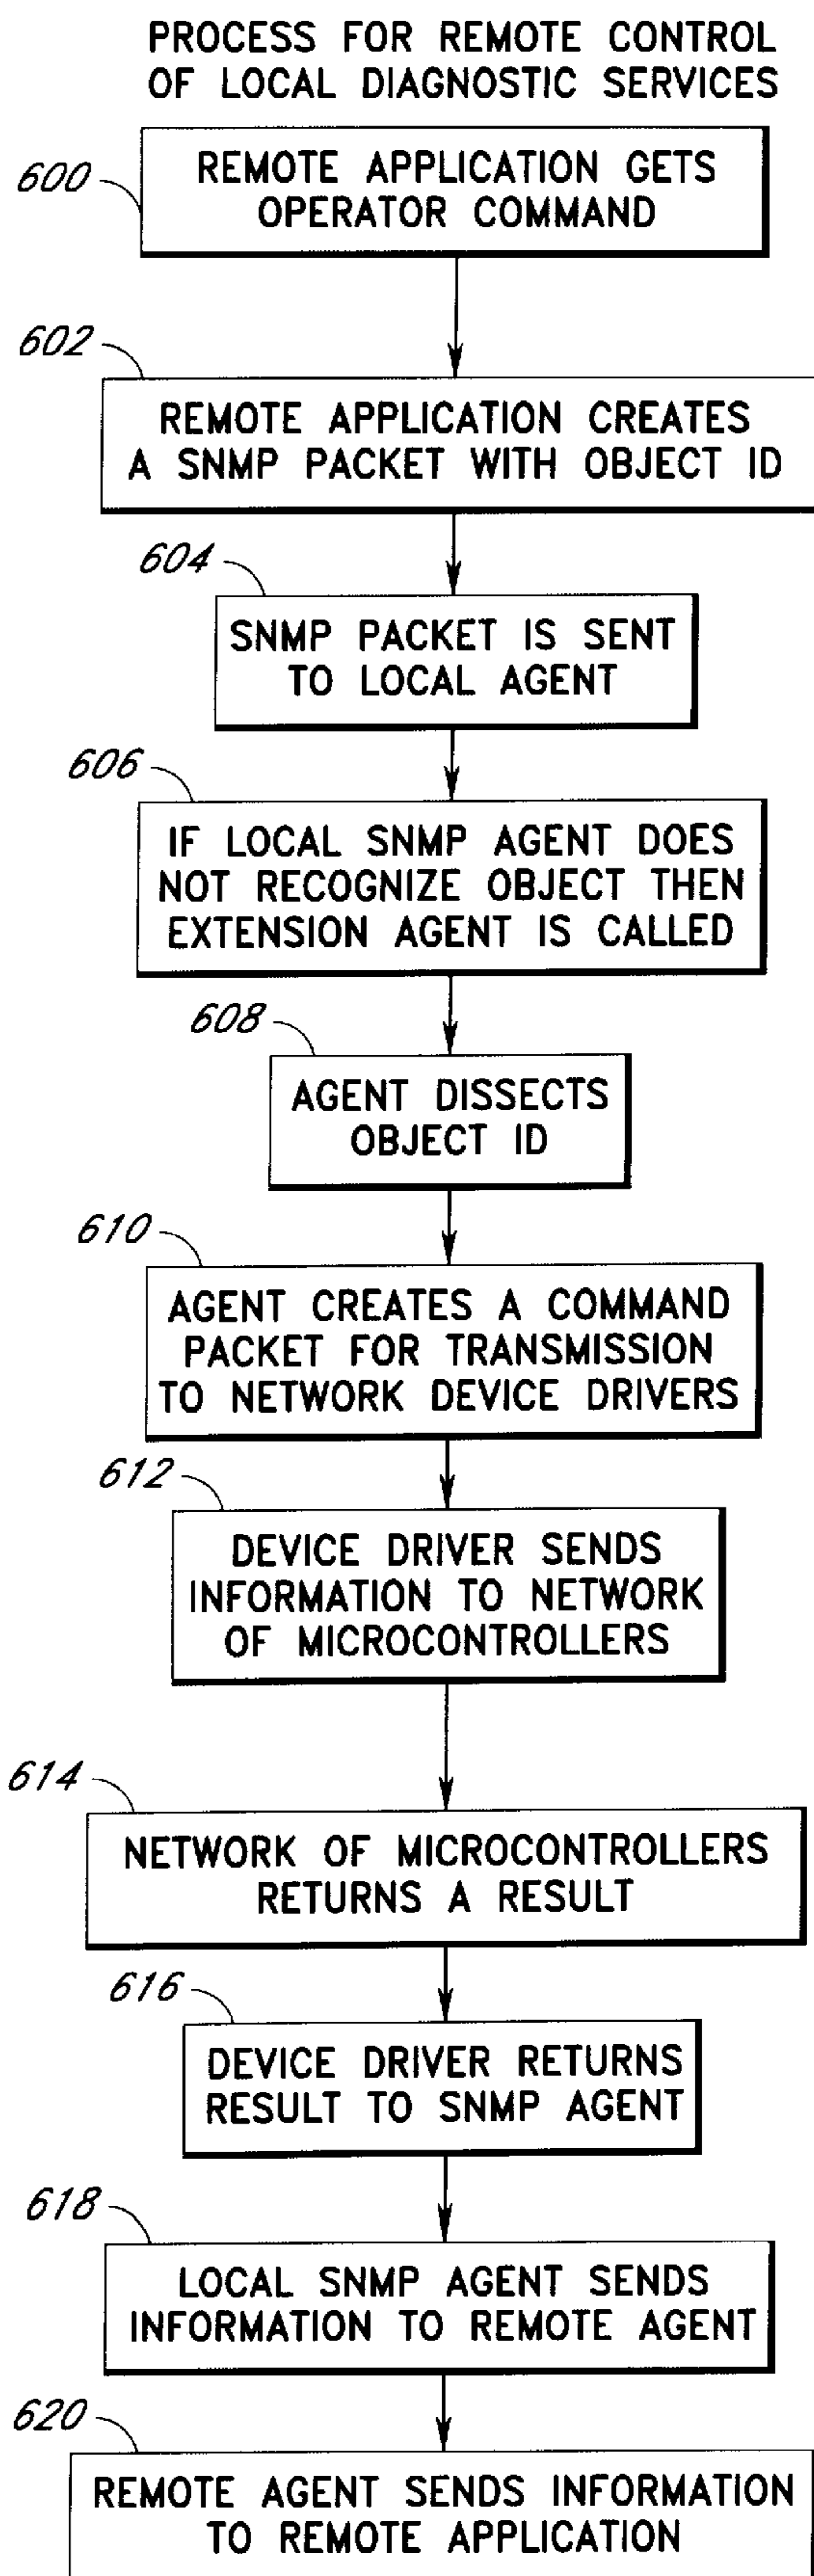 PROCESS FOR REMOTE CONTROL
OF LOCAL DIAGNOSTIC SERVICES
600
REMOTE APPLICATION GETS
OPERATOR COMMAND
602
REMOTE APPLICATION CREATES
A SNMP PACKET WITH OBJECT ID
604
SNMP PACKET IS SENT
TO LOCAL AGENT
606
IF LOCAL SNMP AGENT DOES
NOT RECOGNIZE OBJECT THEN
EXTENSION AGENT IS CALLED
608
AGENT DISSECTS
OBJECT ID
610
AGENT CREATES A COMMAND
PACKET FOR TRANSMISSION
TO NETWORK DEVICE DRIVERS
612
DEVICE DRIVER SENDS
INFORMATION TO NETWORK
OF MICROCONTROLLERS
614
NETWORK OF MICROCONTROLLERS
RETURNS A RESULT
616
DEVICE DRIVER RETURNS
RESULT TO SNMP AGENT
618
LOCAL SNMP AGENT SENDS
INFORMATION TO REMOTE AGENT
620
REMOTE AGENT SENDS INFORMATION
TO REMOTE APPLICATION